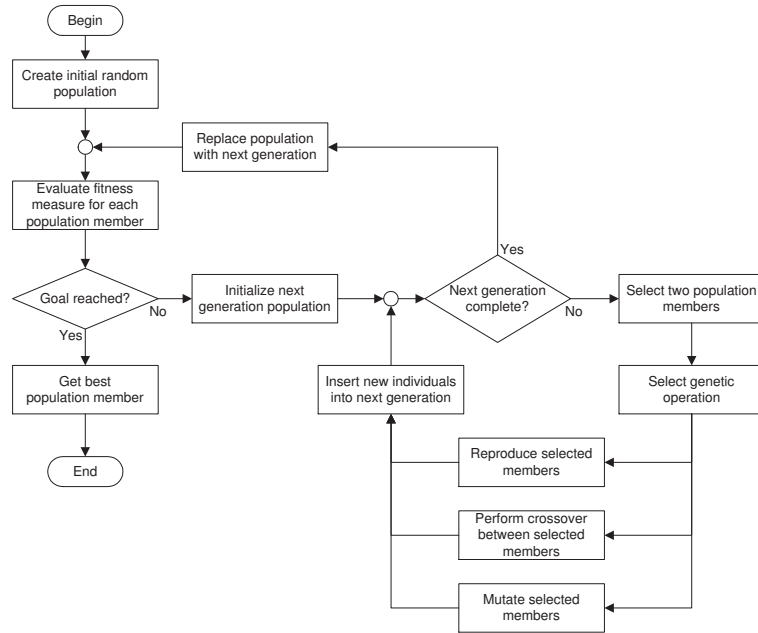 Begin
Create initial random
population
Replace population
with next generation
Evaluate fitness
measure for each
population member
Yes
Goal reached?
No
Initialize next
generation population
Next generation
complete?
No
Select two population
members
Yes
Get best
population member
Insert new individuals
into next generation
Select genetic
operation
End
Reproduce selected
members
Perform crossover
between selected
members
Mutate selected
members